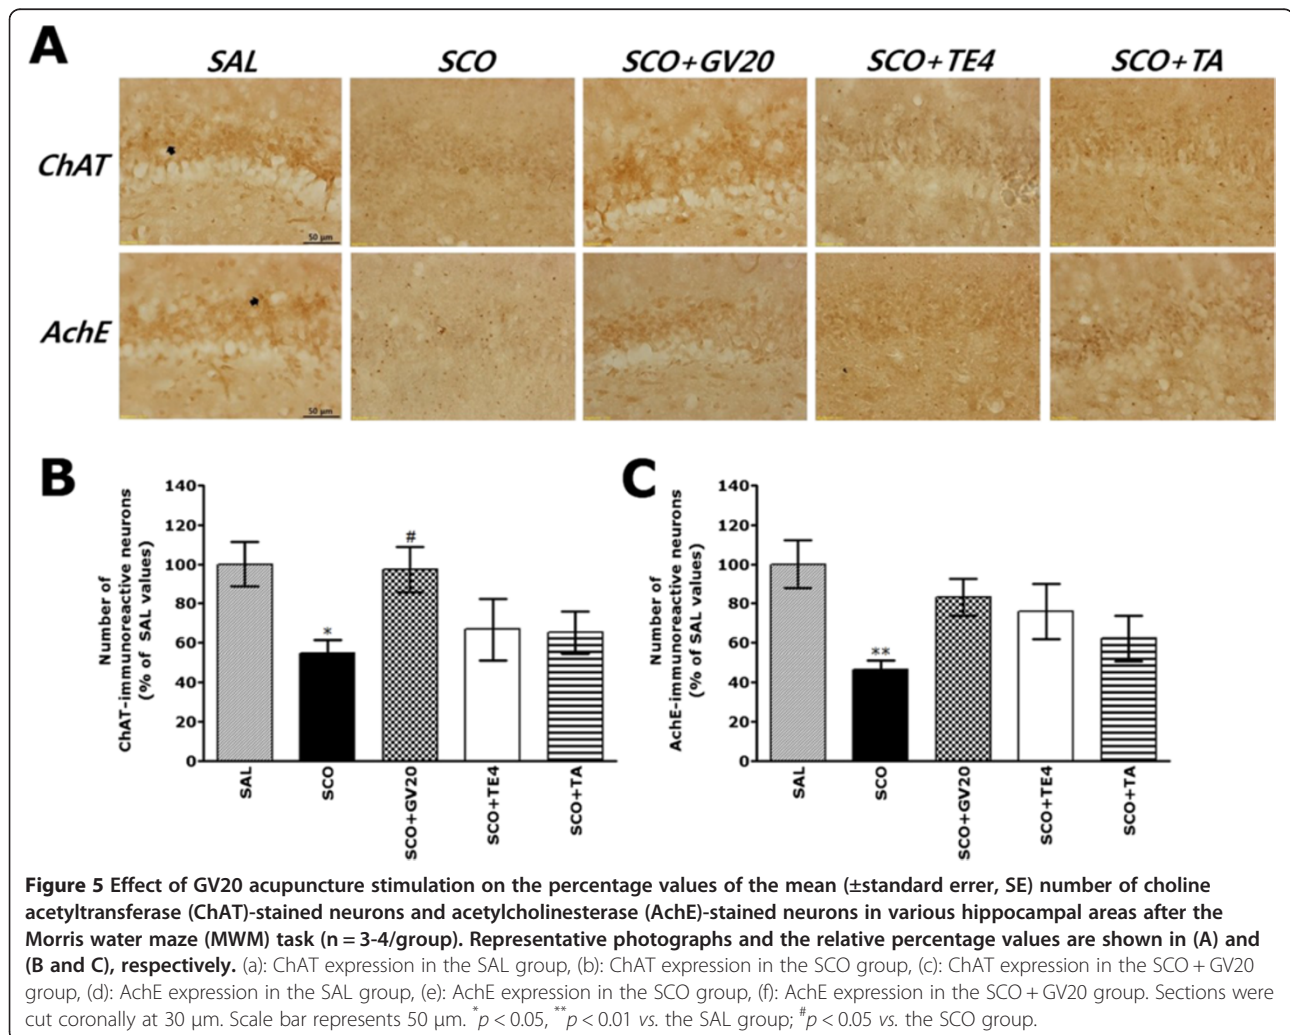 A
SAL SCO SCO+GV20 SCO+TE4 SCO+TA
ChAT
50 μm
AchE
50 μm
B
Number of
ChAT-immunoreactive neurons
(% of SAL values)
140
120
100
80
60
40
20
0
*
#
SAL
SCO
SCO+GV20
SCO+TE4
SCO+TA
C
Number of
AchE-immunoreactive neurons
(% of SAL values)
140
120
100
80
60
40
20
0
**
SAL
SCO
SCO+GV20
SCO+TE4
SCO+TA
Figure 5 Effect of GV20 acupuncture stimulation on the percentage values of the mean (±standard errer, SE) number of choline
acetyltransferase (ChAT)-stained neurons and acetylcholinesterase (AchE)-stained neurons in various hippocampal areas after the
Morris water maze (MWM) task (n = 3-4/group). Representative photographs and the relative percentage values are shown in (A) and
(B and C), respectively. (a): ChAT expression in the SAL group, (b): ChAT expression in the SCO group, (c): ChAT expression in the SCO + GV20
group, (d): AchE expression in the SAL group, (e): AchE expression in the SCO group, (f): AchE expression in the SCO + GV20 group. Sections were
cut coronally at 30 μm. Scale bar represents 50 μm. *p < 0.05, **p < 0.01 vs. the SAL group; #p < 0.05 vs. the SCO group.